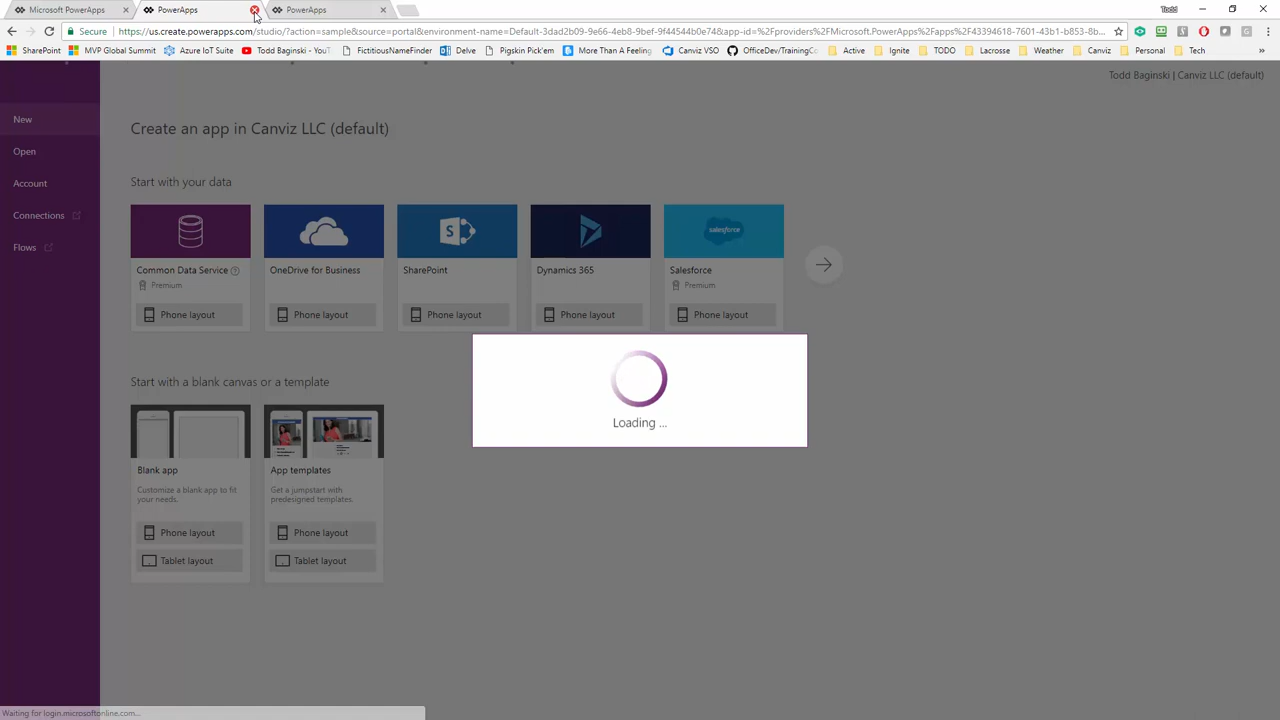 Microsoft PowerApps
PowerApps
PowerApps
Todd
Secure
https://us.create.powerapps.com/studio/?action=sample&source=portal&environment-name=Default-3dad2b09-9e66-4eb8-9bef-9f44544b0e74&app-id=%2Fproviders%2FMicrosoft.PowerApps%2Fapps%2F43394618-7601-43b1-b853-8b...
SharePoint
MVP Global Summit
Azure IoT Suite
Todd Baginski - YouT
FictitiousNameFinder
Delve
Pigskin Pick'em
More Than A Feeling
Canviz VC
OfficeDev/TrainingCo
Active
Ignite
TODO
Lacrosse
Weather
Canviz
Personal
Tech
Todd Baginski | Canviz LLC (default)
New
Open
Account
Connections
Flows
Create an app in Canviz LLC (default)
Start with your data
salesforce
Common Data Service
Premium
Phone layout
OneDrive for Business
Phone layout
SharePoint
Phone layout
Dynamics 365
Phone layout
Salesforce
Premium
Phone layout
Loading ...
Start with a blank canvas or a template
Blank app
Customize a blank app to fit
your needs.
Phone layout
Tablet layout
App templates
Get a jumpstart with
predesigned templates.
Phone layout
Tablet layout
Waiting for login.microsoftonline.com...